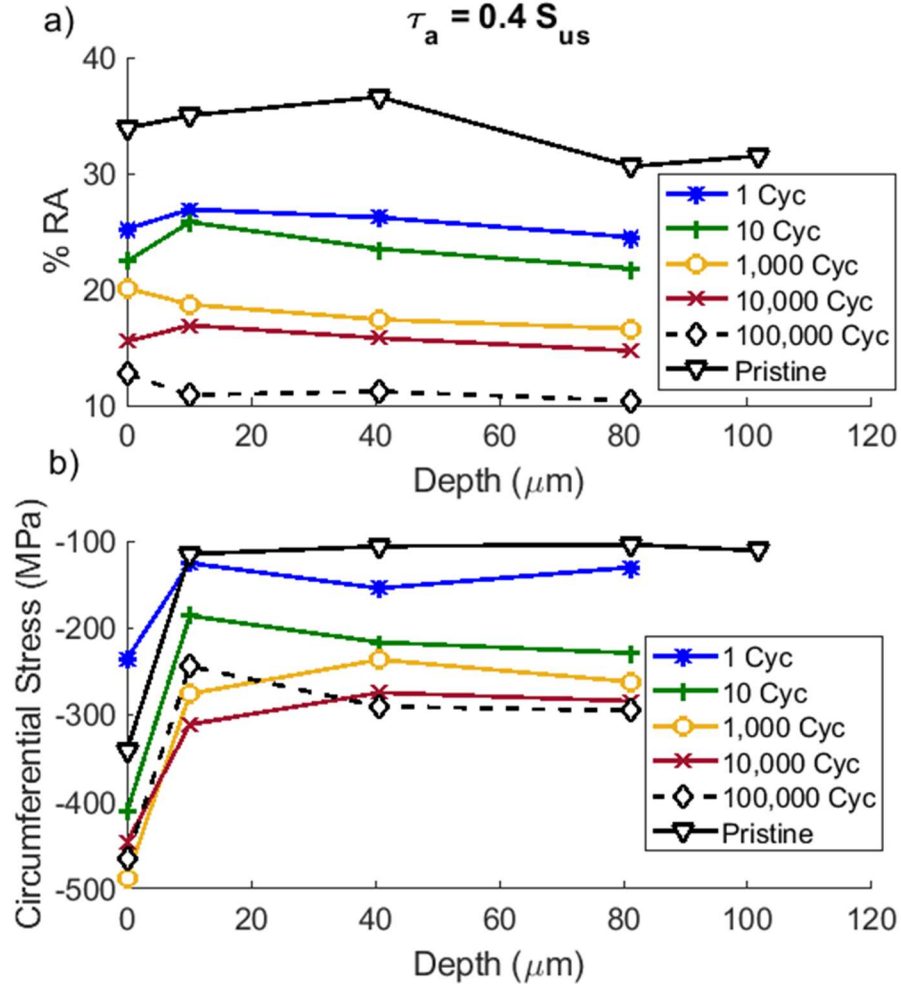 a)
τa = 0.4 Sus
40
30
20
10
% RA
0 20 40 60 80 100 120
Depth (μm)
1 Cyc
10 Cyc
1,000 Cyc
10,000 Cyc
100,000 Cyc
Pristine
b)
-100
-200
-300
-400
-500
Circumferential Stress (MPa)
0 20 40 60 80 100 120
Depth (μm)
1 Cyc
10 Cyc
1,000 Cyc
10,000 Cyc
100,000 Cyc
Pristine